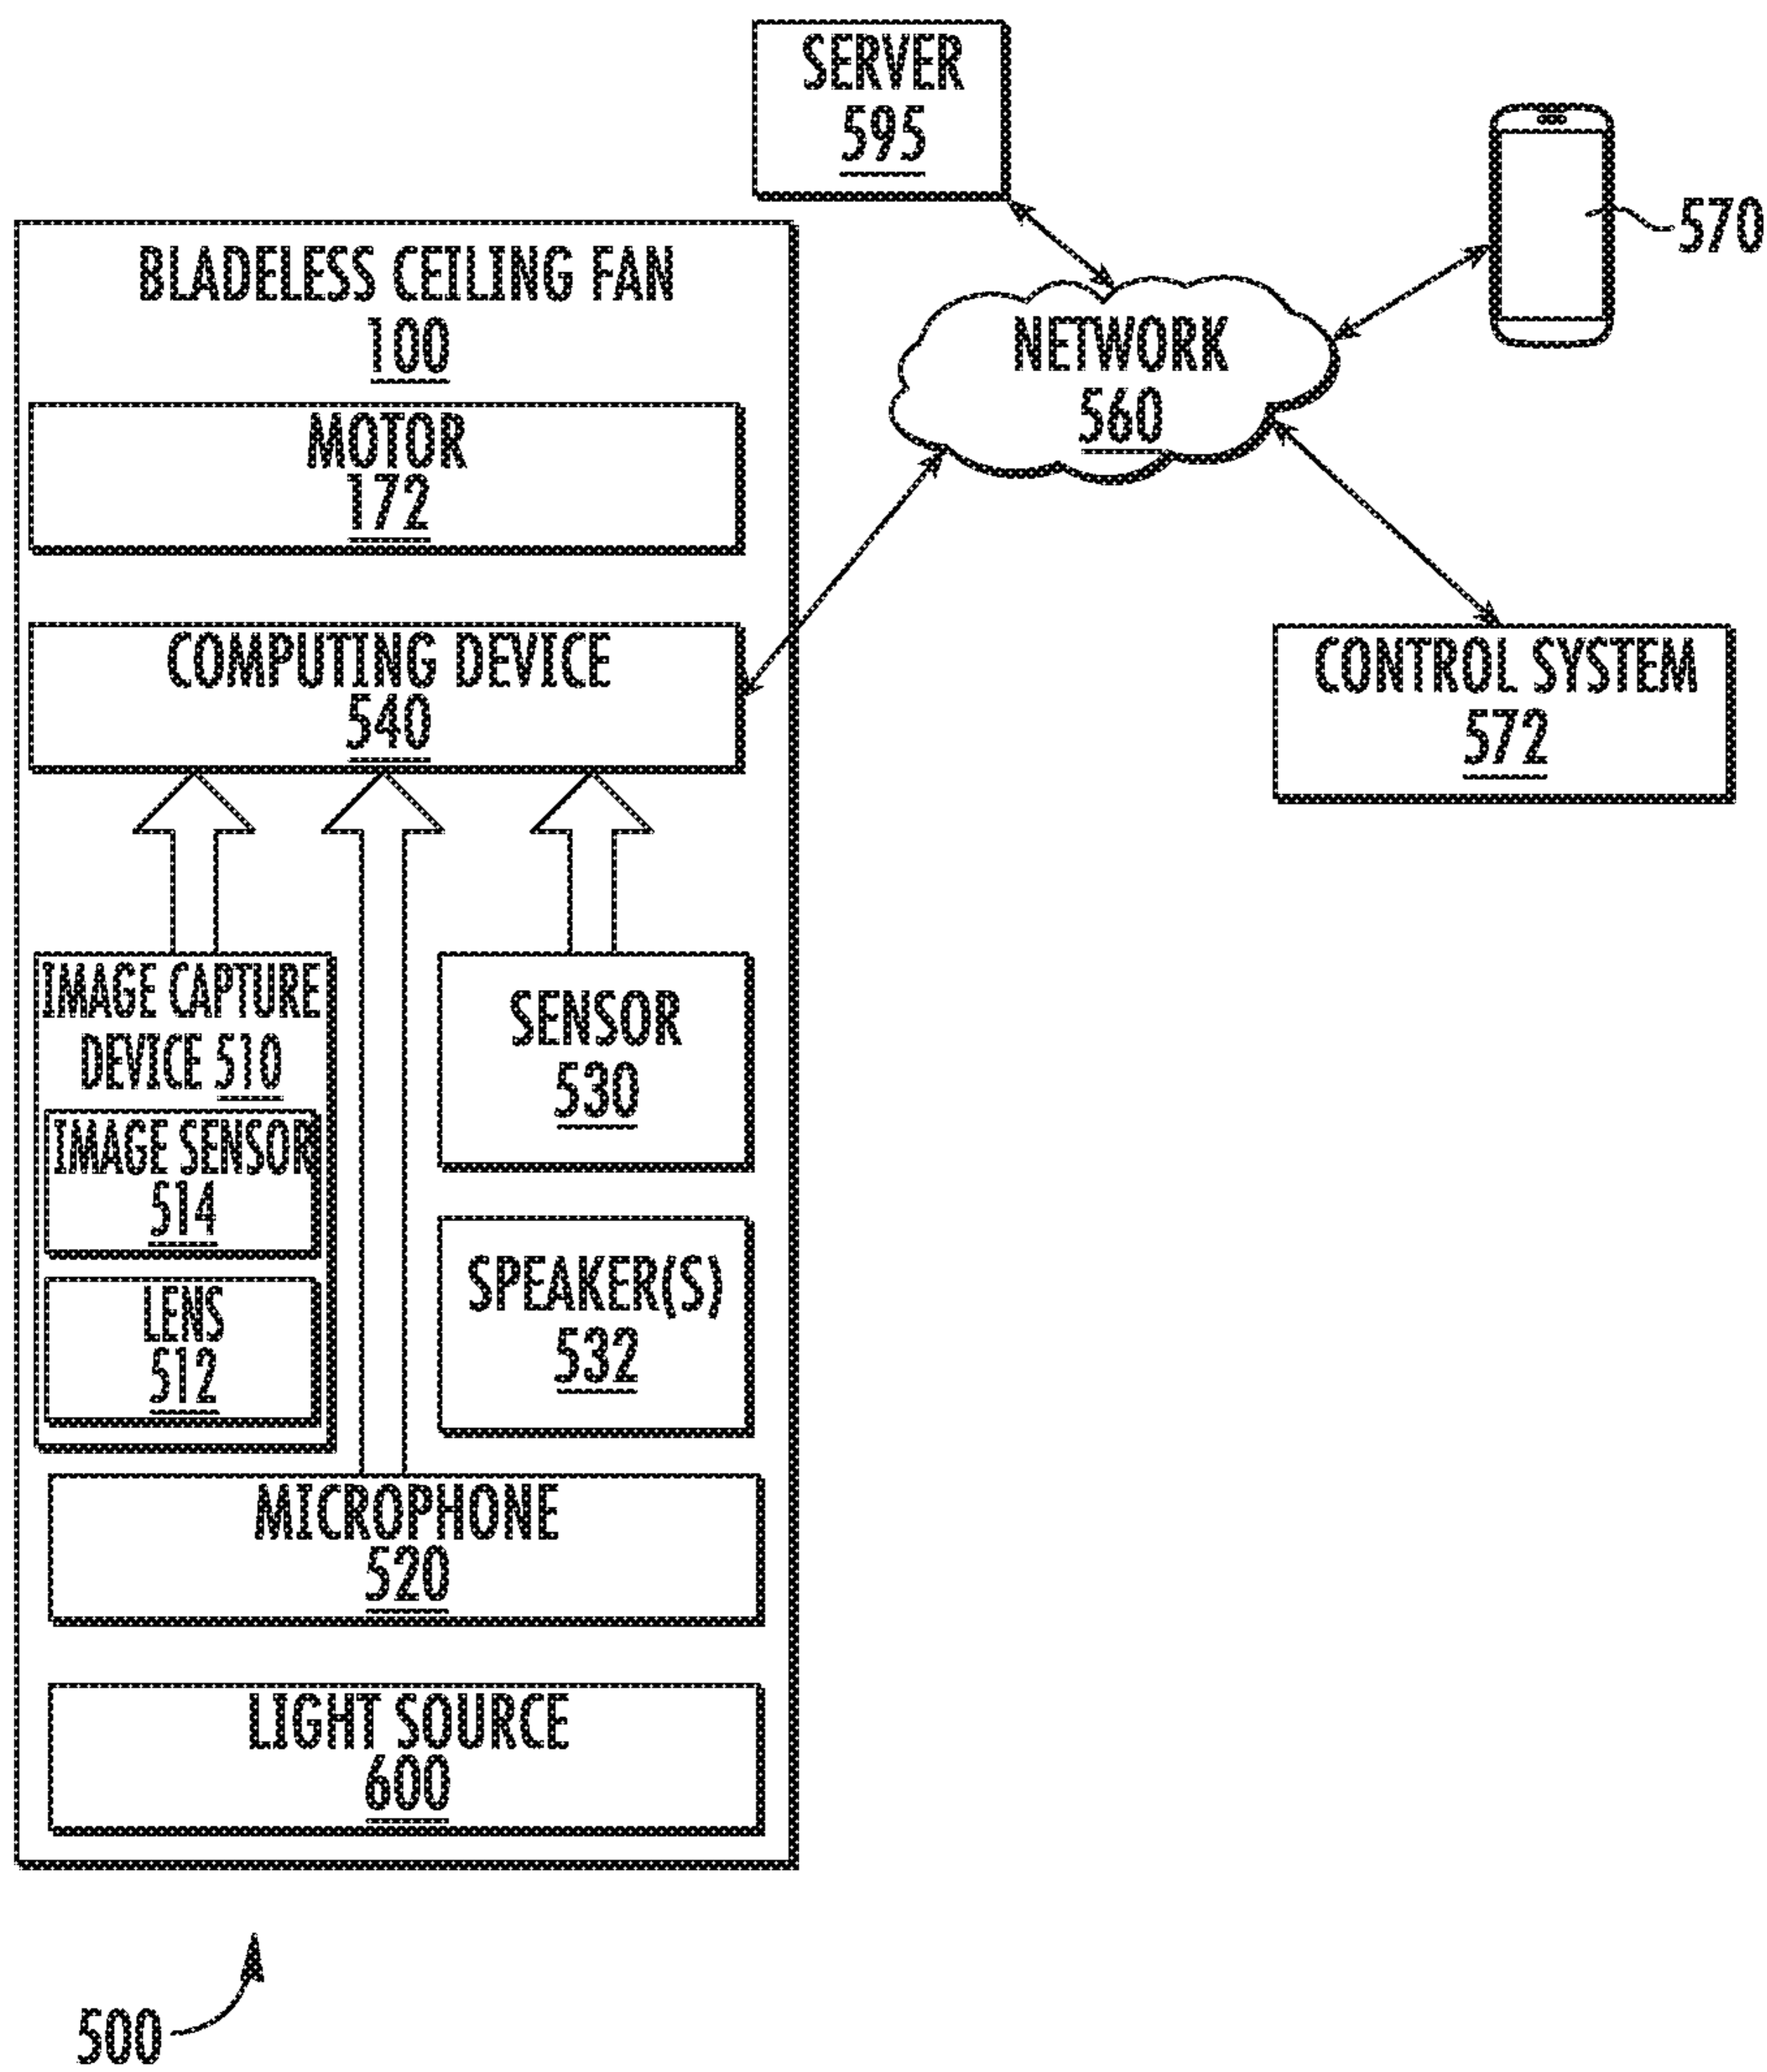 SERVER
595
570
BLADELESS CEILING FAN
100
NETWORK
560
MOTOR
172
COMPUTING DEVICE
540
CONTROL SYSTEM
572
IMAGE CAPTURE
DEVICE 510
IMAGE SENSOR
514
LENS
512
SENSOR
530
SPEAKER(S)
532
MICROPHONE
520
LIGHT SOURCE
600
500